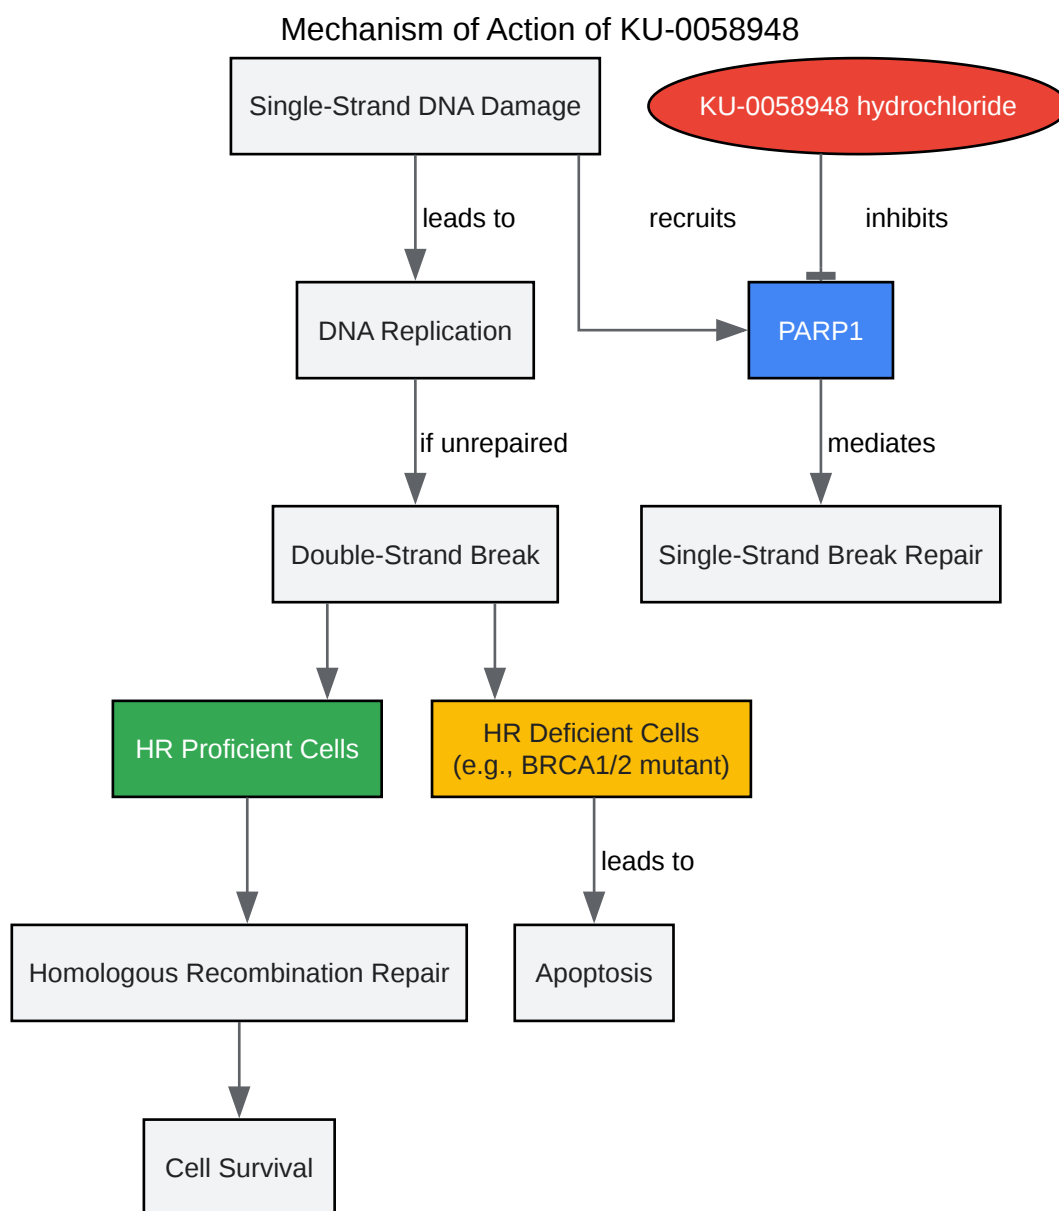 Mechanism of Action of KU-0058948
Single-Strand DNA Damage
KU-0058948 hydrochloride
leads to
recruits
inhibits
DNA Replication
PARP1
if unrepaired
mediates
Double-Strand Break
Single-Strand Break Repair
HR Proficient Cells
HR Deficient Cells
(e.g., BRCA1/2 mutant)
leads to
Homologous Recombination Repair
Apoptosis
Cell Survival